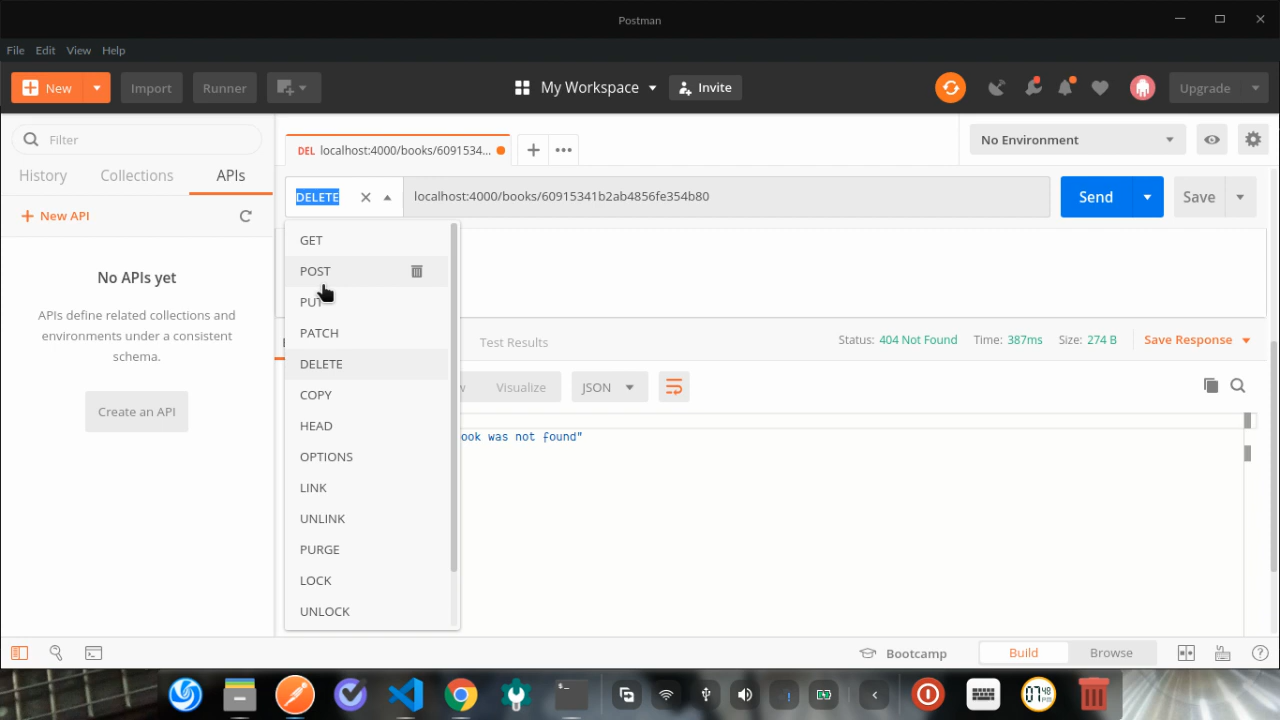 Postman
File Edit View Help
New Import Runner My Workspace Invite Upgrade
Filter
History Collections APIs
New API
No APIs yet
APIs define related collections and
environments under a consistent
schema.
Create an API
DEL localhost:4000/books/6091534...
No Environment
DELETE localhost:4000/books/60915341b2ab4856fe354b80 Send Save
GET
POST
PUT
PATCH
DELETE
COPY
HEAD
OPTIONS
LINK
UNLINK
PURGE
LOCK
UNLOCK
Test Results Status: 404 Not Found Time: 387ms Size: 274 B Save Response
Visualize JSON
ook was not found"
Bootcamp Build Browse